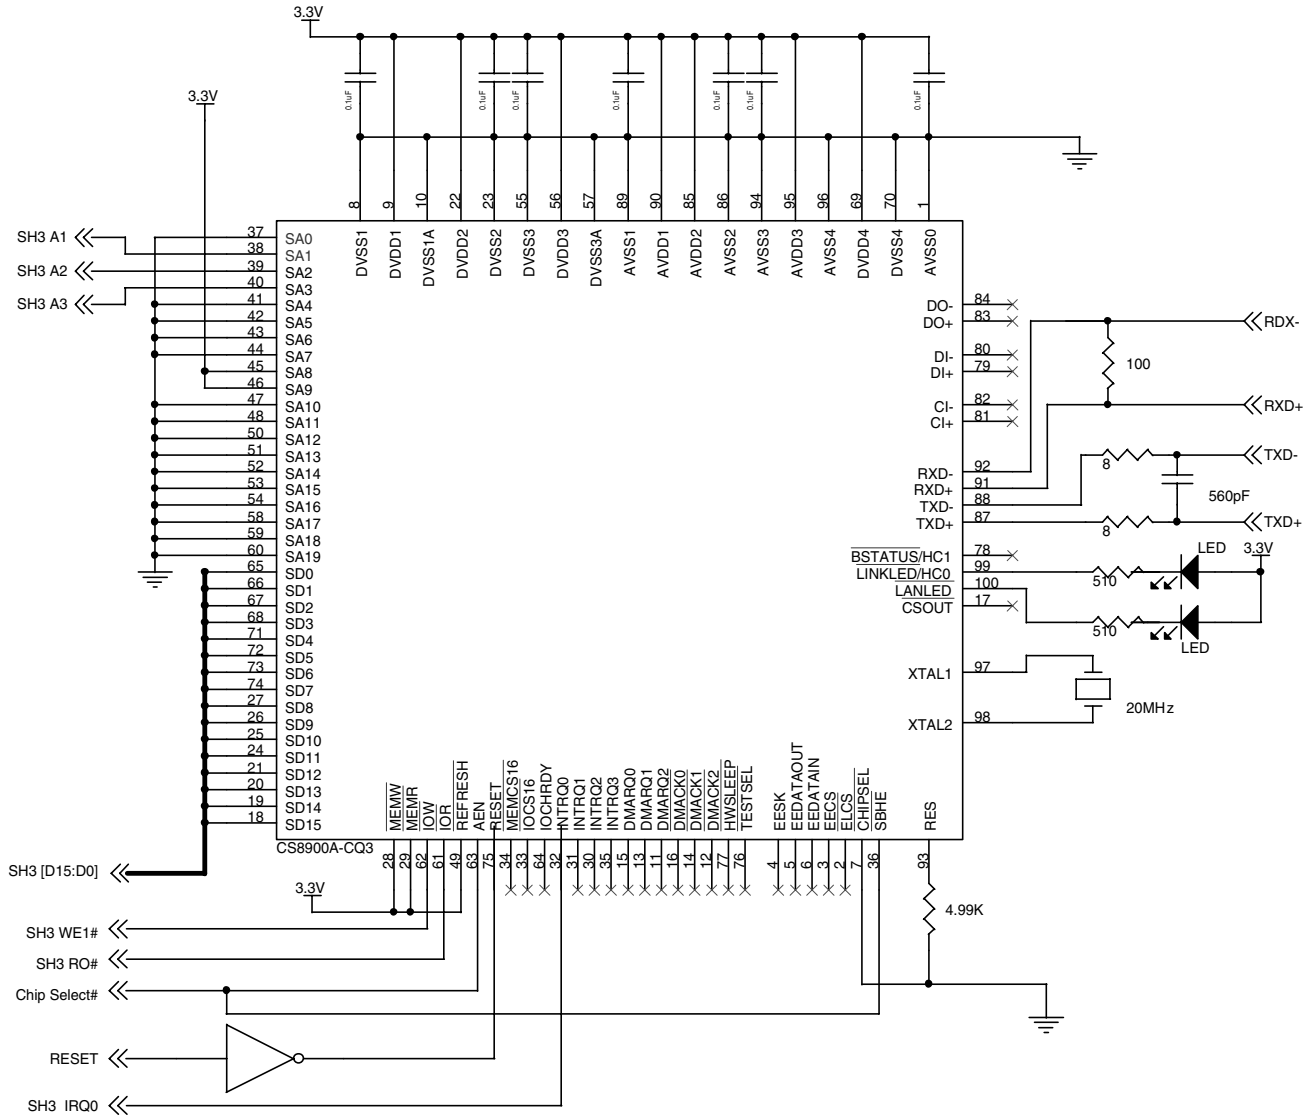 3.3V
3.3V
0.1uF
0.1uF
0.1uF
0.1uF
0.1uF
0.1uF
0.1uF
8 9 10 22 23 55 56 57 89 90 85 86 94 95 96 69 70 1
DVSS1 DVDD1 DVSS1A DVDD2 DVSS2 DVSS3 DVDD3 DVSS3A AVSS1 AVDD1 AVDD2 AVSS2 AVSS3 AVDD3 AVSS4 DVDD4 DVSS4 AVSS0
SH3 A1
SH3 A2
SH3 A3
37 SA0
38 SA1
39 SA2
40 SA3
41 SA4
42 SA5
43 SA6
44 SA7
45 SA8
46 SA9
47 SA10
48 SA11
50 SA12
51 SA13
52 SA14
53 SA15
54 SA16
58 SA17
59 SA18
60 SA19
65 SD0
66 SD1
67 SD2
68 SD3
71 SD4
72 SD5
73 SD6
74 SD7
27 SD8
26 SD9
25 SD10
24 SD11
21 SD12
20 SD13
19 SD14
18 SD15
DO- 84
DO+ 83
DI- 80
DI+ 79
CI- 82
CI+ 81
RXD- 92
RXD+ 91
TXD- 88
TXD+ 87
BSTATUS/HC1 78
LINKLED/HC0 99
LANLED 100
CSOUT 17
XTAL1 97
XTAL2 98
RDX-
100
RXD+
TXD-
8
560pF
8
TXD+
LED
3.3V
510
510
LED
20MHz
MEMW MEMR IOW IOR REFRESH AEN RESET MEMCS16 IOCS16 IOCHRDY INTRQ0 INTRQ1 INTRQ2 INTRQ3 DMARQ0 DMARQ1 DMARQ2 DMACK0 DMACK1 DMACK2 HWSLEEP TESTSEL EESK EEDATAOUT EEDATAIN EECS ELCS CHIPSEL SBHE RES
CS8900A-CQ3
28 29 62 61 49 63 75 34 33 64 32 31 30 35 15 13 11 16 14 12 77 76 4 5 6 3 2 7 36 93
SH3 [D15:D0]
3.3V
4.99K
SH3 WE1#
SH3 RO#
Chip Select#
RESET
SH3 IRQ0